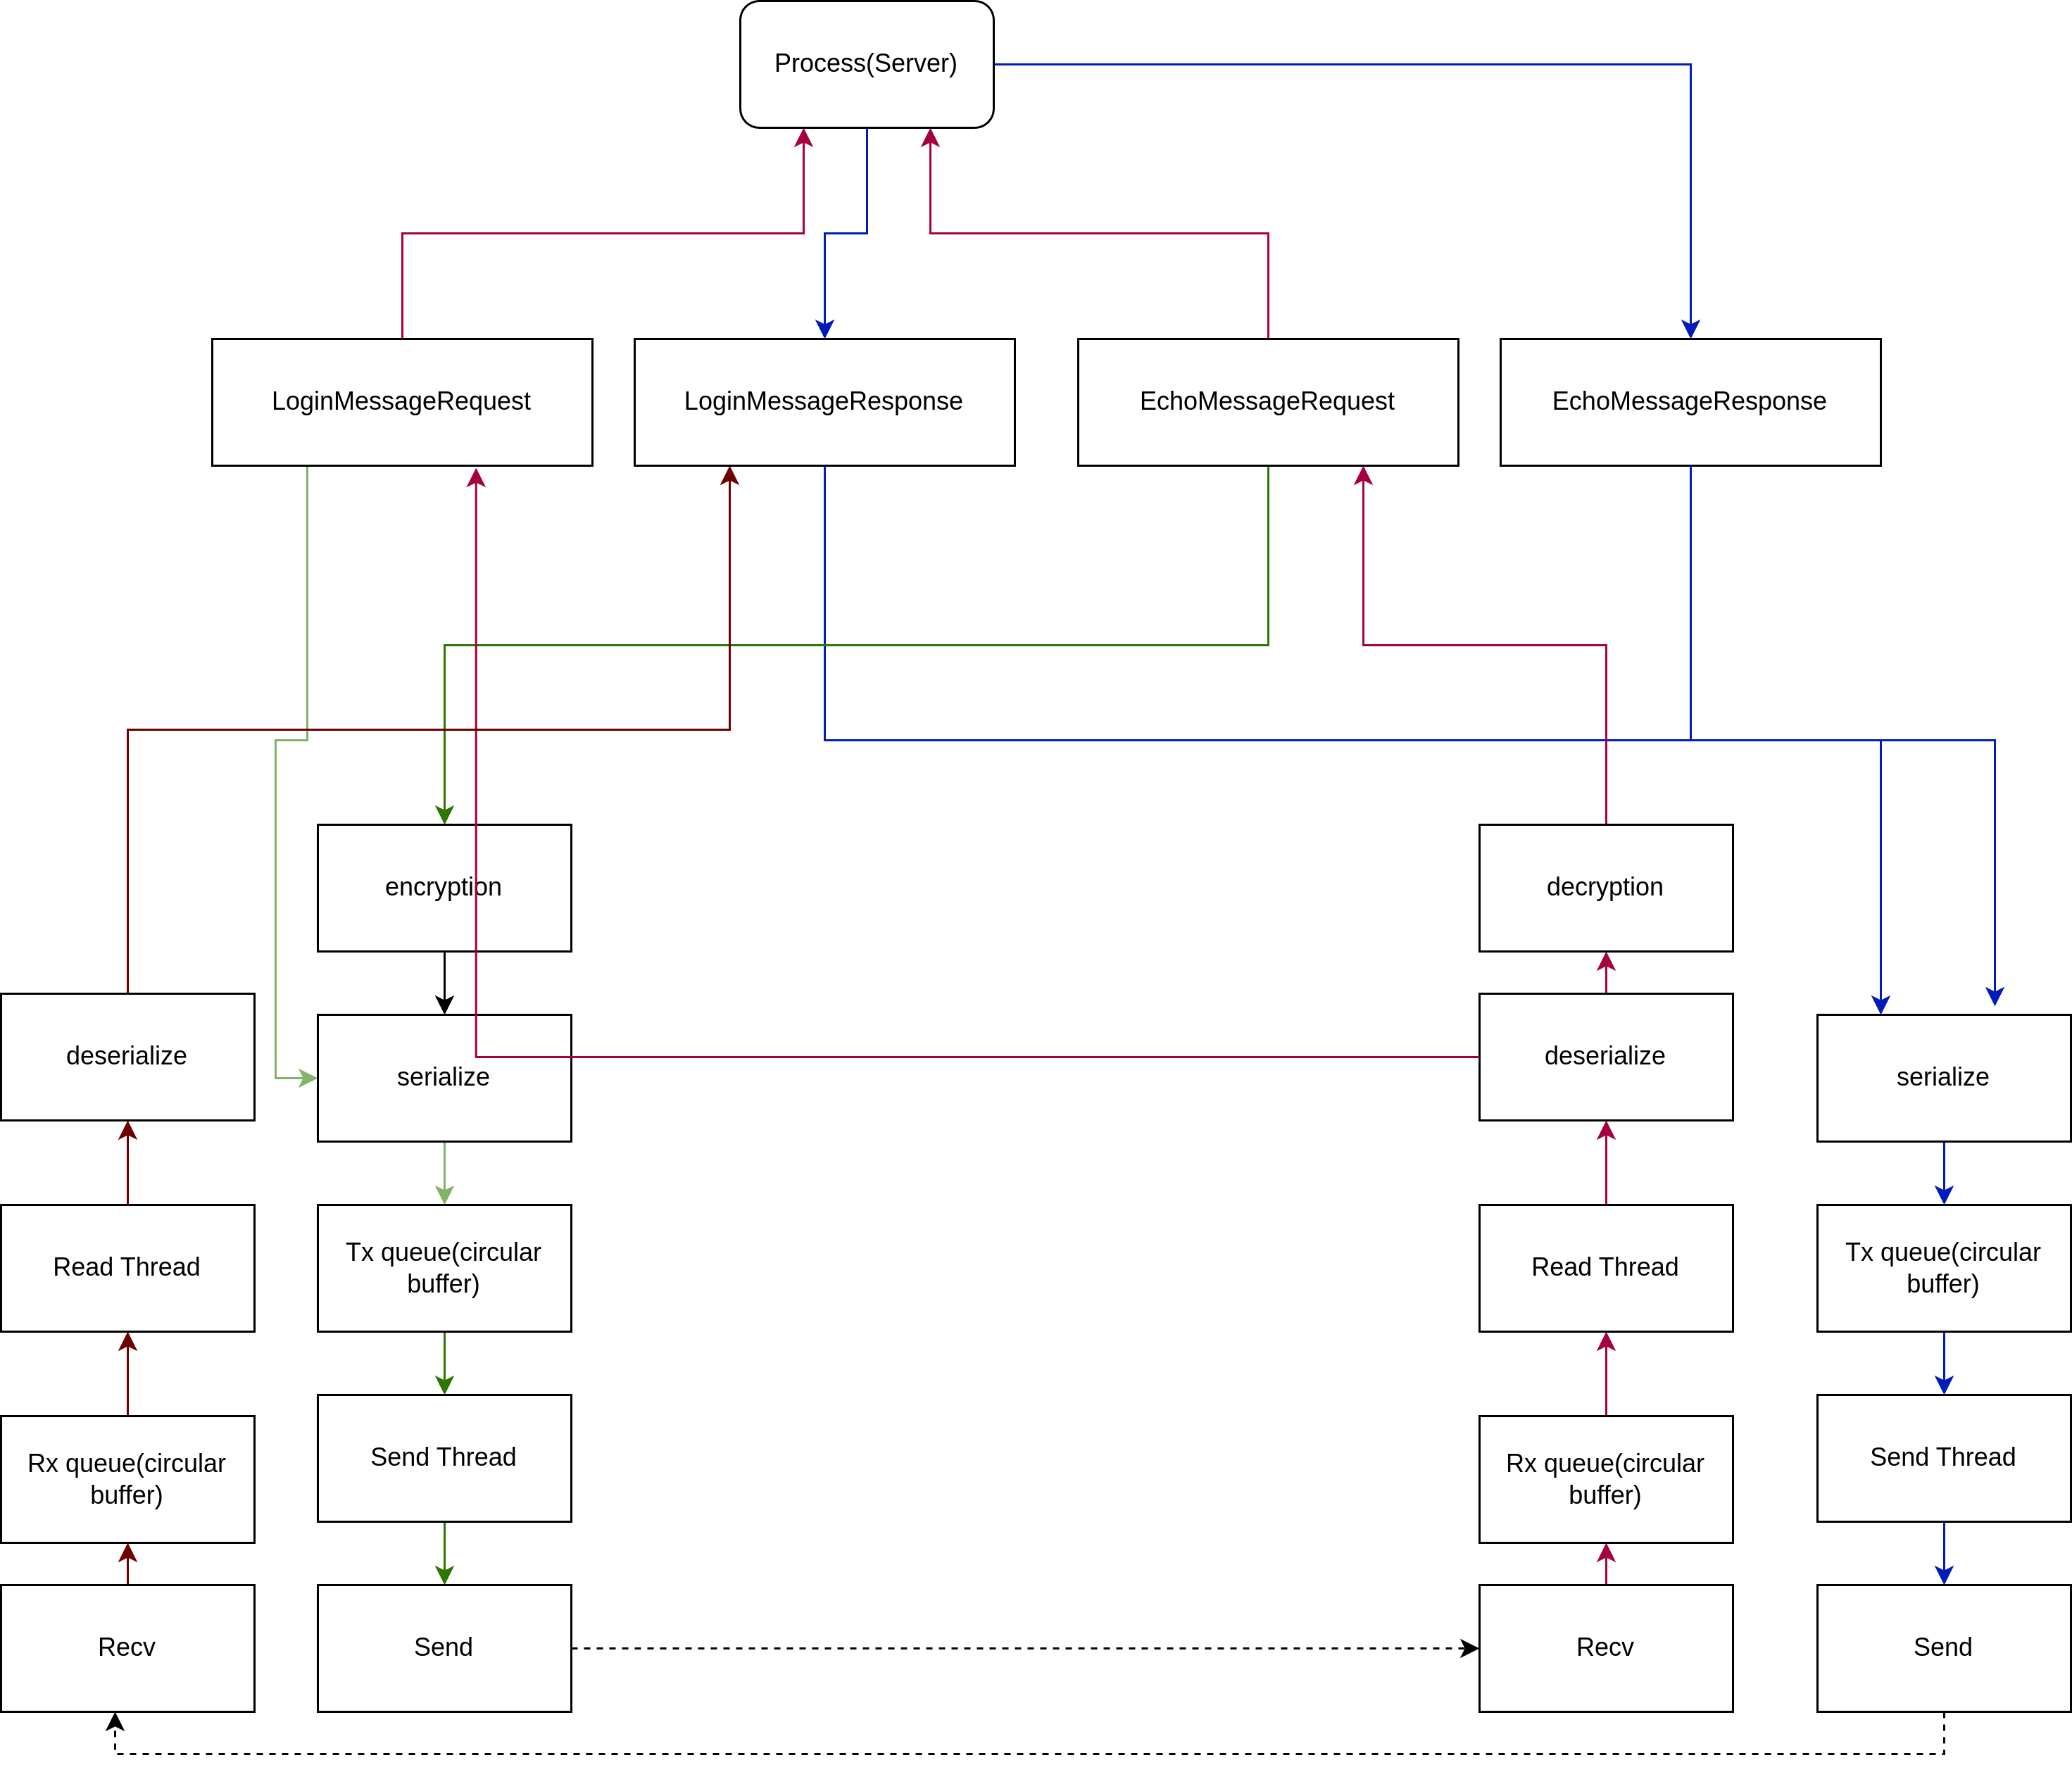 Process(Server)
LoginMessageRequest
LoginMessageResponse
EchoMessageRequest
EchoMessageResponse
encryption
decryption
deserialize
serialize
deserialize
serialize
Read Thread
Tx queue(circular
buffer)
Read Thread
Tx queue(circular
buffer)
Rx queue(circular
buffer)
Send Thread
Rx queue(circular
buffer)
Send Thread
Recv
Send
Recv
Send